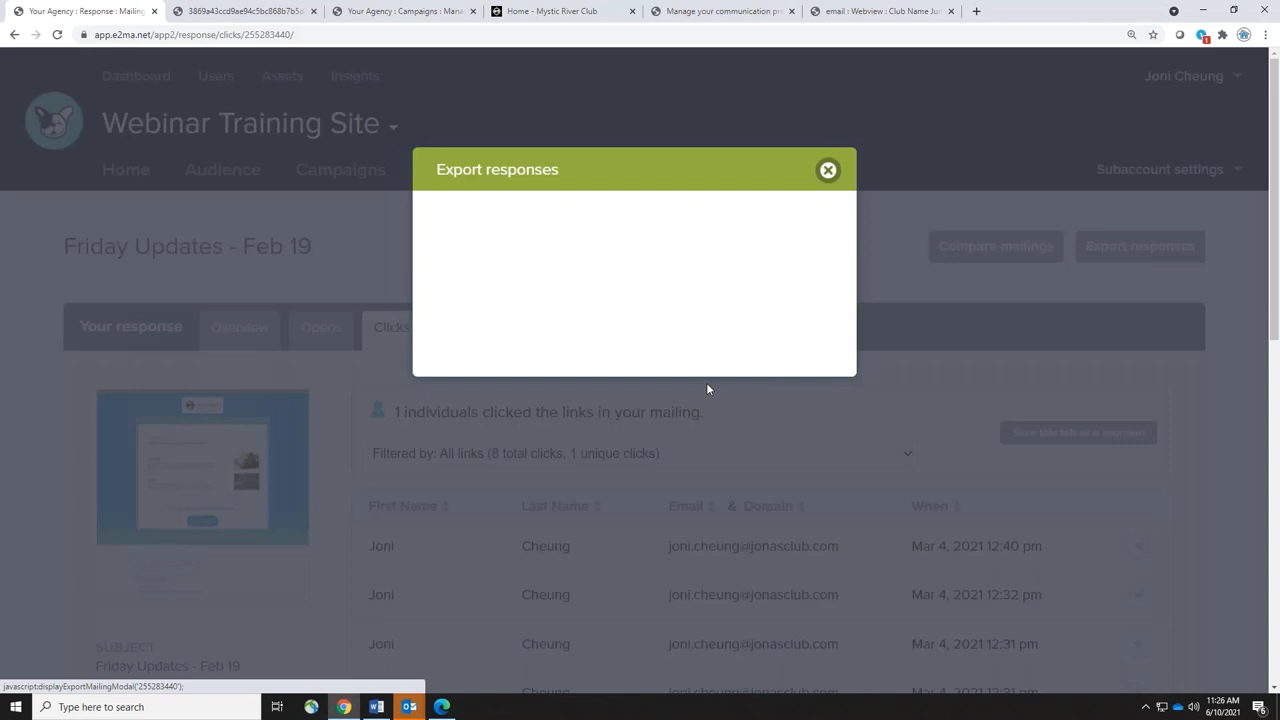 Your Agency : Response : Mailing
3869a43ccd9ae94c5bc868b7b5d
Your Agency : Campaigns : Mana
Home - Mystic River Club
Manage your communication pr
email : Webview : Club Name Jun
app.e2ma.net/app2/response/clicks/255283440/
Dashboard Users Assets Insights
Joni Cheung
Webinar Training Site
Home Audience Campaigns
Subaccount settings
Export responses
Friday Updates - Feb 19
Compare mailings
Export responses
Your response Overview Opens Clicks
1 individuals clicked the links in your mailing.
Save this info as a segment
Filtered by: All links (8 total clicks. 1 unique clicks)
First Name Last Name Email & Domain When
Joni Cheung joni.cheung@jonasclub.com Mar 4, 2021 12:40 pm
Joni Cheung joni.cheung@jonasclub.com Mar 4, 2021 12:32 pm
Joni Cheung joni.cheung@jonasclub.com Mar 4, 2021 12:31 pm
SUBJECT
Friday Updates - Feb 19
javascript:displayExportMailingModal('255283440');
Type here to search
11:26 AM
6/10/2021